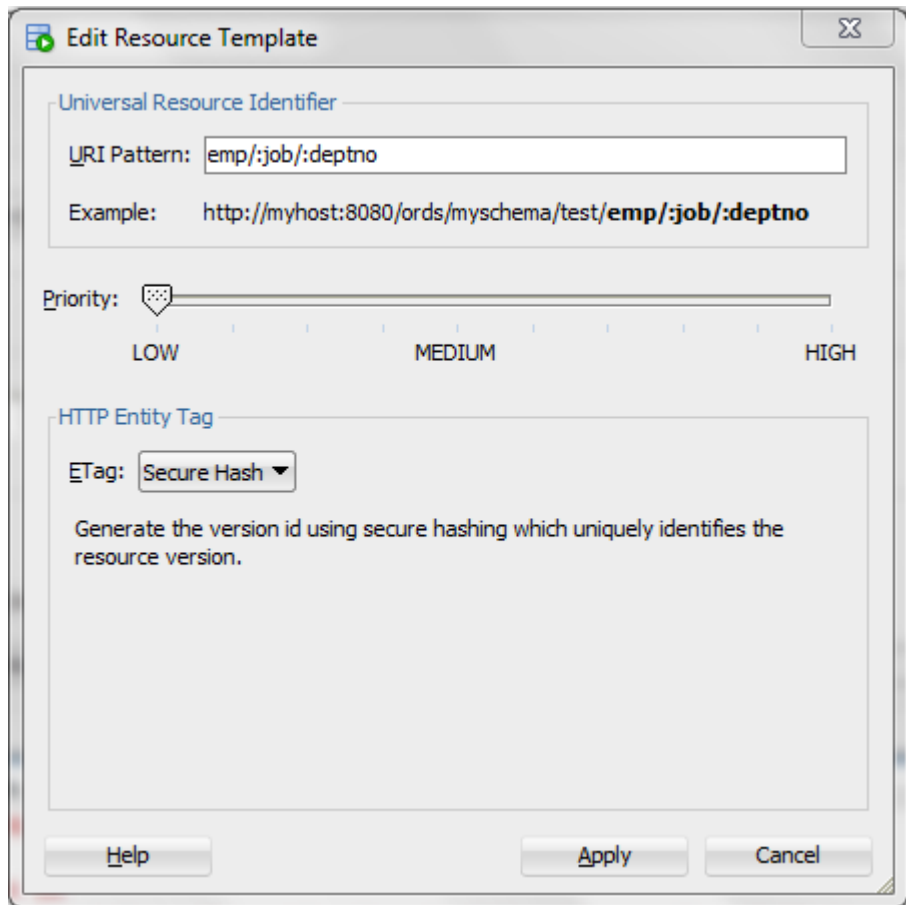 Edit Resource Template
Universal Resource Identifier
URI Pattern: emp/:job/:deptno
Example: http://myhost:8080/ords/myschema/test/emp/:job/:deptno
Priority:
LOW MEDIUM HIGH
HTTP Entity Tag
ETag: Secure Hash
Generate the version id using secure hashing which uniquely identifies the
resource version.
Help Apply Cancel